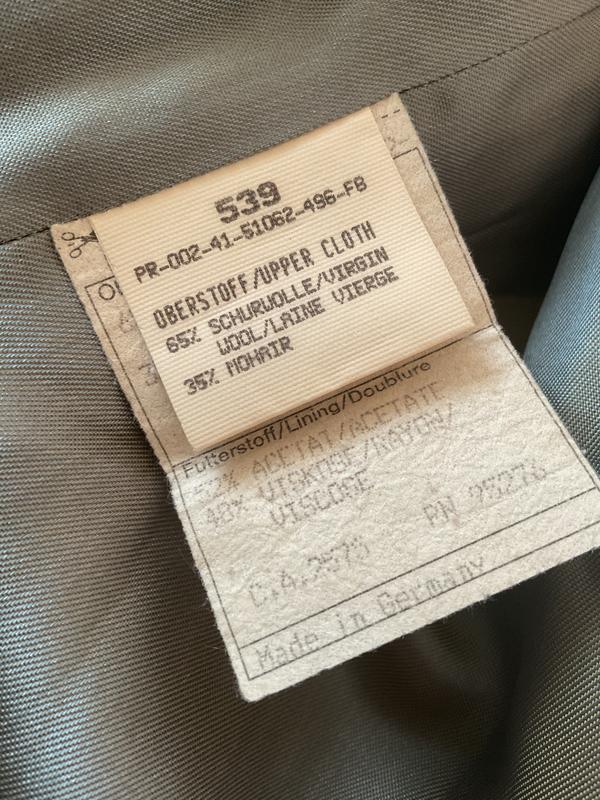 539
PR-002-41-51062-496-FB
OBERSTOFF/UPPER CLOTH
65% SCHURWOLLE/VIRGIN
WOOL/LAINE VIERGE
35% MOHAIR
Futterstoff/Lining/Doublure
52% ACETAT/ACETATE
48% VISKOSE/RAYON/
VISCOSE
C.A.2575
Made in Germany